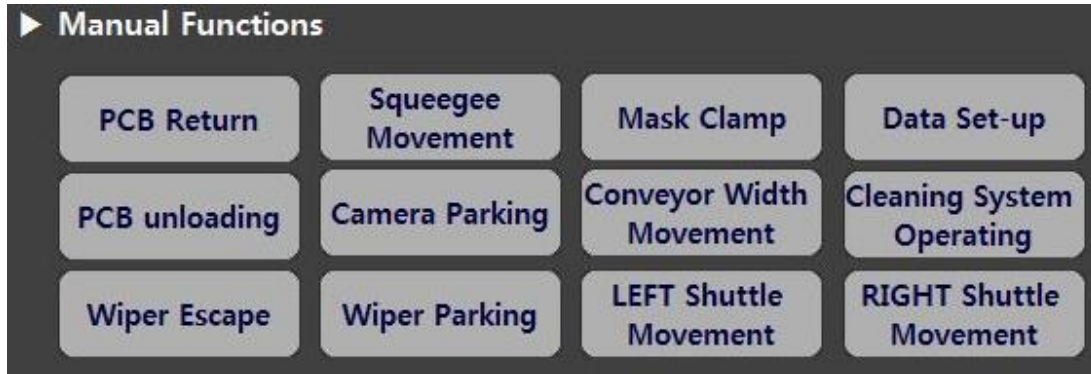 ▶ Manual Functions
PCB Return
Squeegee
Movement
Mask Clamp
Data Set-up
PCB unloading
Camera Parking
Conveyor Width
Movement
Cleaning System
Operating
Wiper Escape
Wiper Parking
LEFT Shuttle
Movement
RIGHT Shuttle
Movement